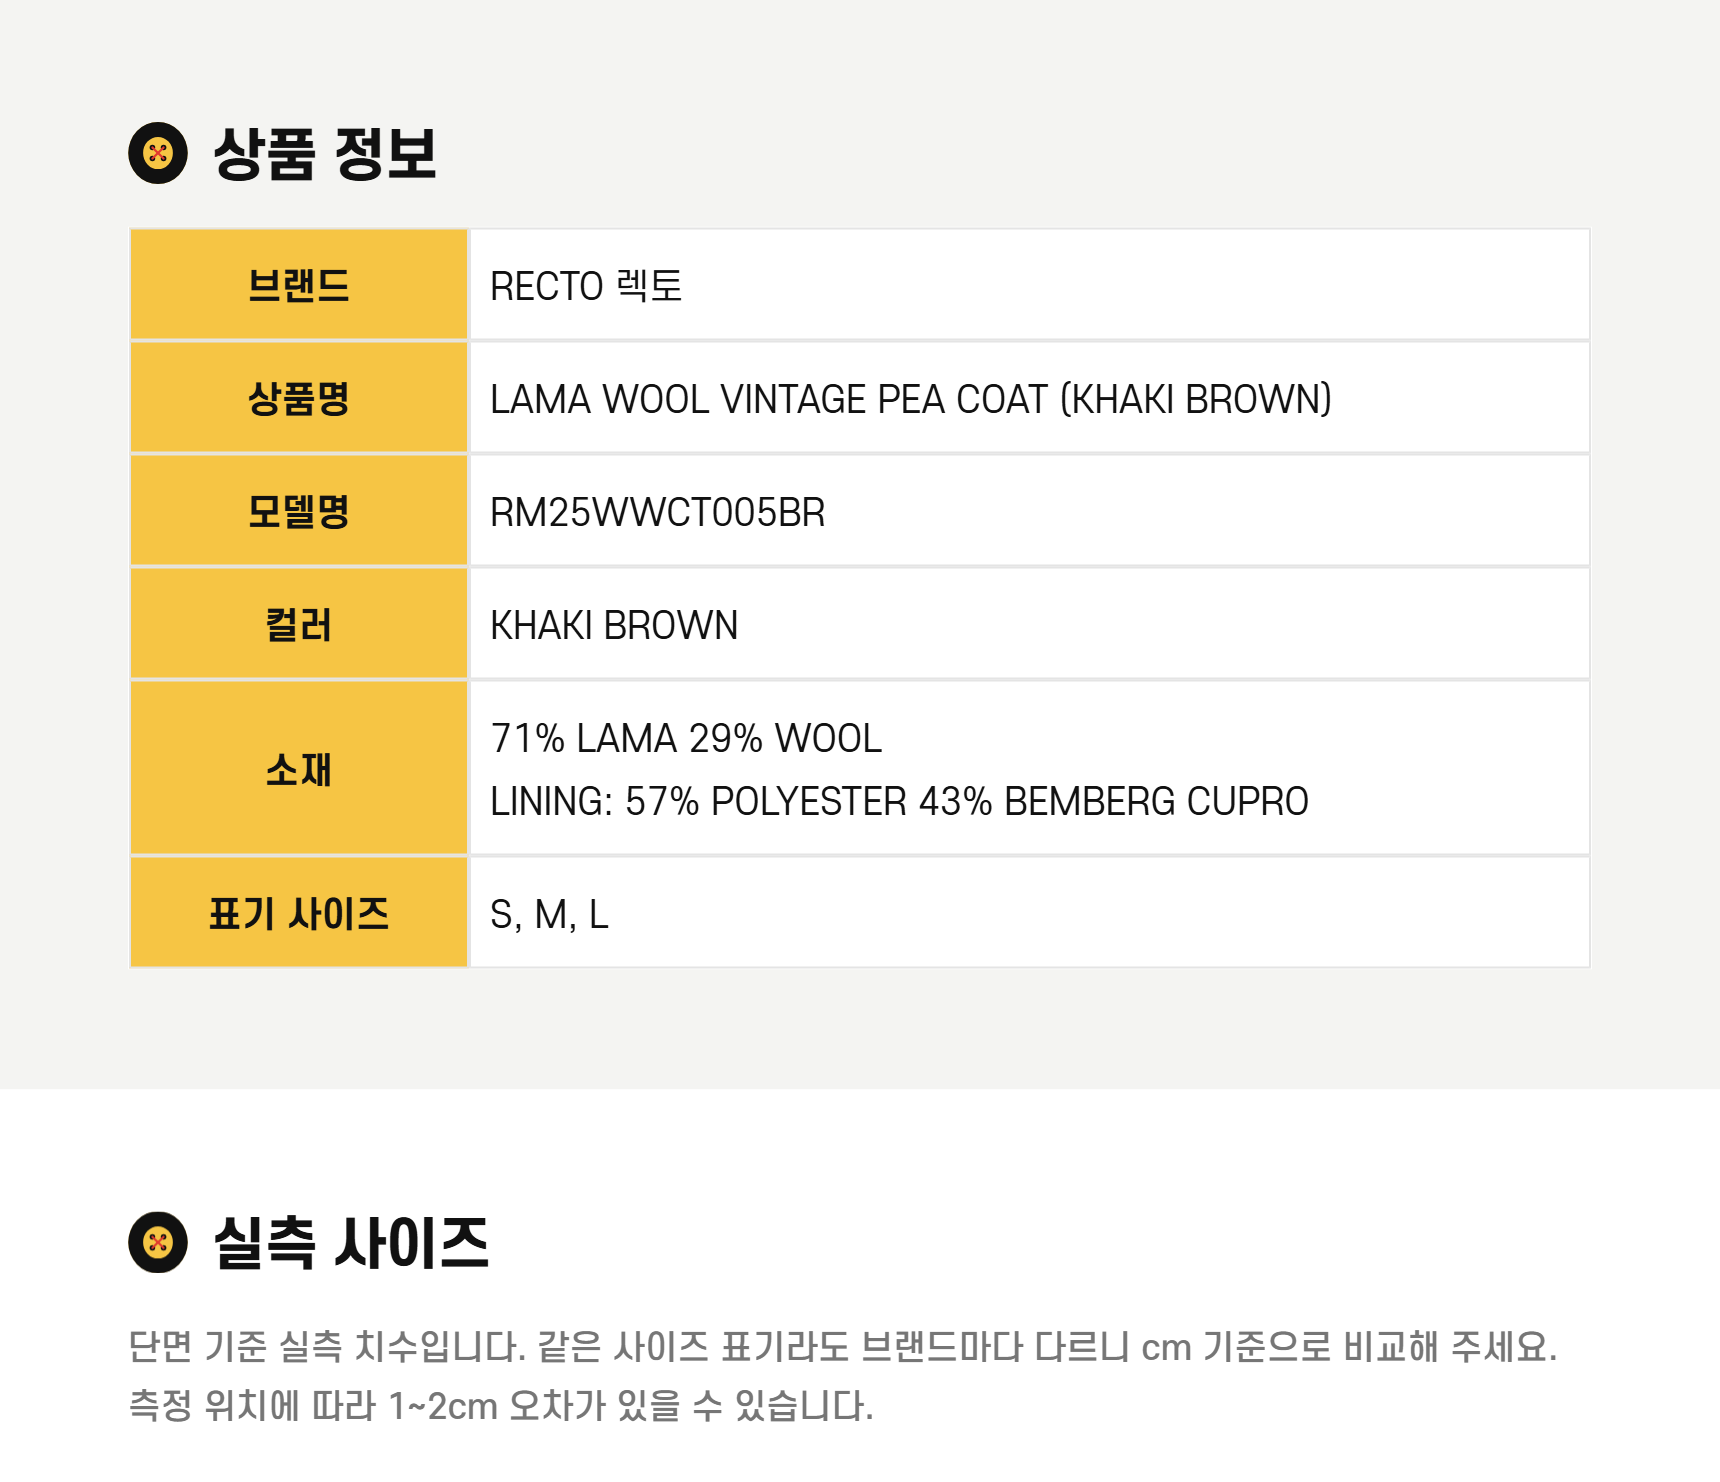 상품 정보
브랜드 RECTO 렉토
상품명 LAMA WOOL VINTAGE PEA COAT (KHAKI BROWN)
모델명 RM25WWCT005BR
컬러 KHAKI BROWN
소재 71% LAMA 29% WOOL
LINING: 57% POLYESTER 43% BEMBERG CUPRO
표기 사이즈 S, M, L
실측 사이즈
단면 기준 실측 치수입니다. 같은 사이즈 표기라도 브랜드마다 다르니 cm 기준으로 비교해 주세요.
측정 위치에 따라 1~2cm 오차가 있을 수 있습니다.